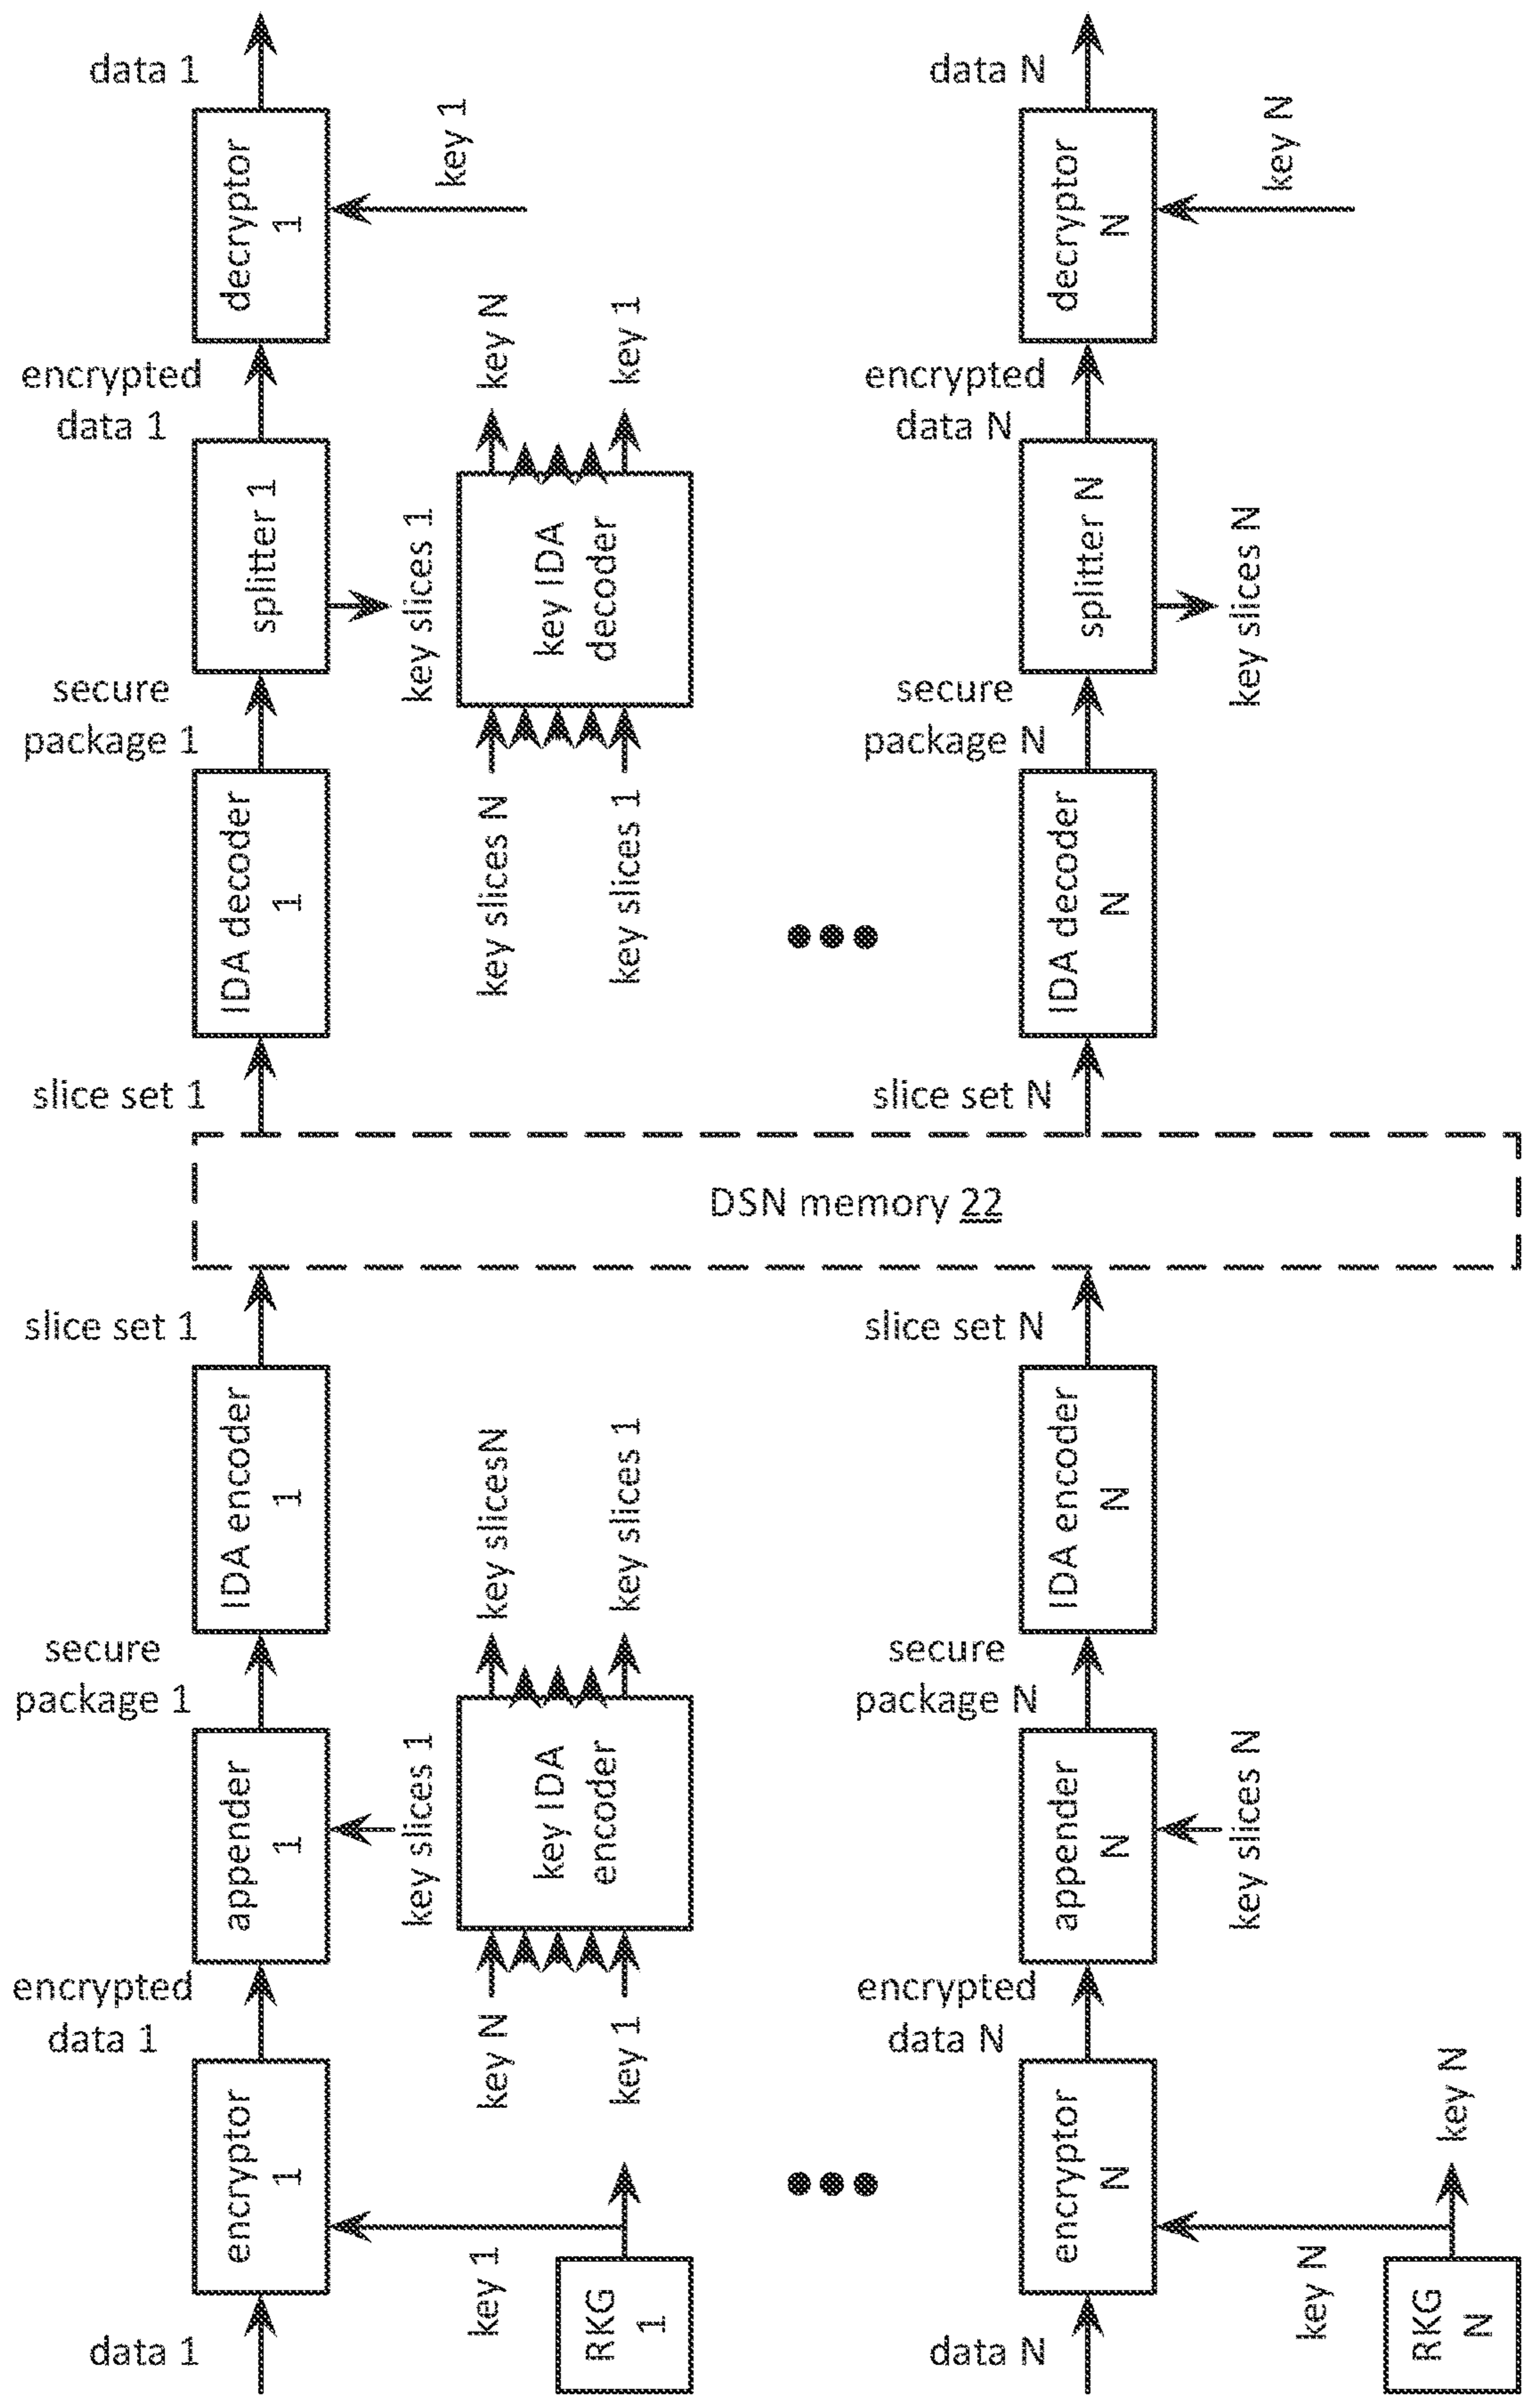 data 1
encrypted
data 1
secure
package 1
slice set 1
encryptor
1
appender
1
IDA encoder
1
key 1
RKG
1
key slices 1
key N
key 1
key IDA
encoder
key slicesN
key slices 1
data N
encrypted
data N
secure
package N
slice set N
encryptor
N
appender
N
IDA encoder
N
key N
RKG
N
key N
key slices N
DSN memory 22
slice set 1
secure
package 1
encrypted
data 1
data 1
IDA decoder
1
splitter 1
decryptor
1
key slices 1
key 1
key slices N
key slices 1
key IDA
decoder
key N
key 1
slice set N
secure
package N
encrypted
data N
data N
IDA decoder
N
splitter N
decryptor
N
key slices N
key N